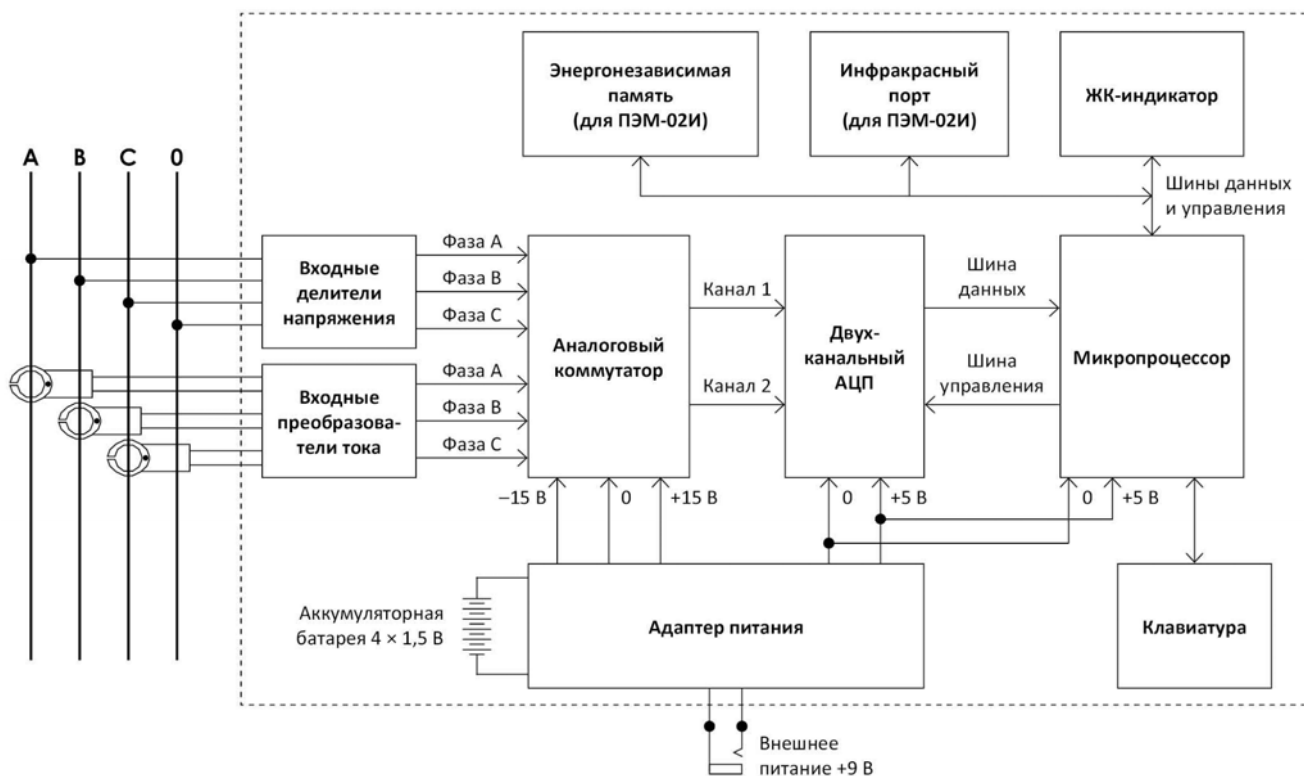 Энергонезависимая
память
(для ПЭМ-02И)
Инфракрасный
порт
(для ПЭМ-02И)
ЖК-индикатор
A B C 0
Шины данных
и управления
Входные
делители
напряжения
Фаза A
Фаза B
Фаза C
Входные
преобразова-
тели тока
Фаза A
Фаза B
Фаза C
Аналоговый
коммутатор
Канал 1
Канал 2
Двух-
канальный
АЦП
Шина
данных
Шина
управления
Микропроцессор
–15 В
0
+15 В
0
+5 В
0
+5 В
Аккумуляторная
батарея 4 × 1,5 В
Адаптер питания
Клавиатура
Внешнее
питание +9 В